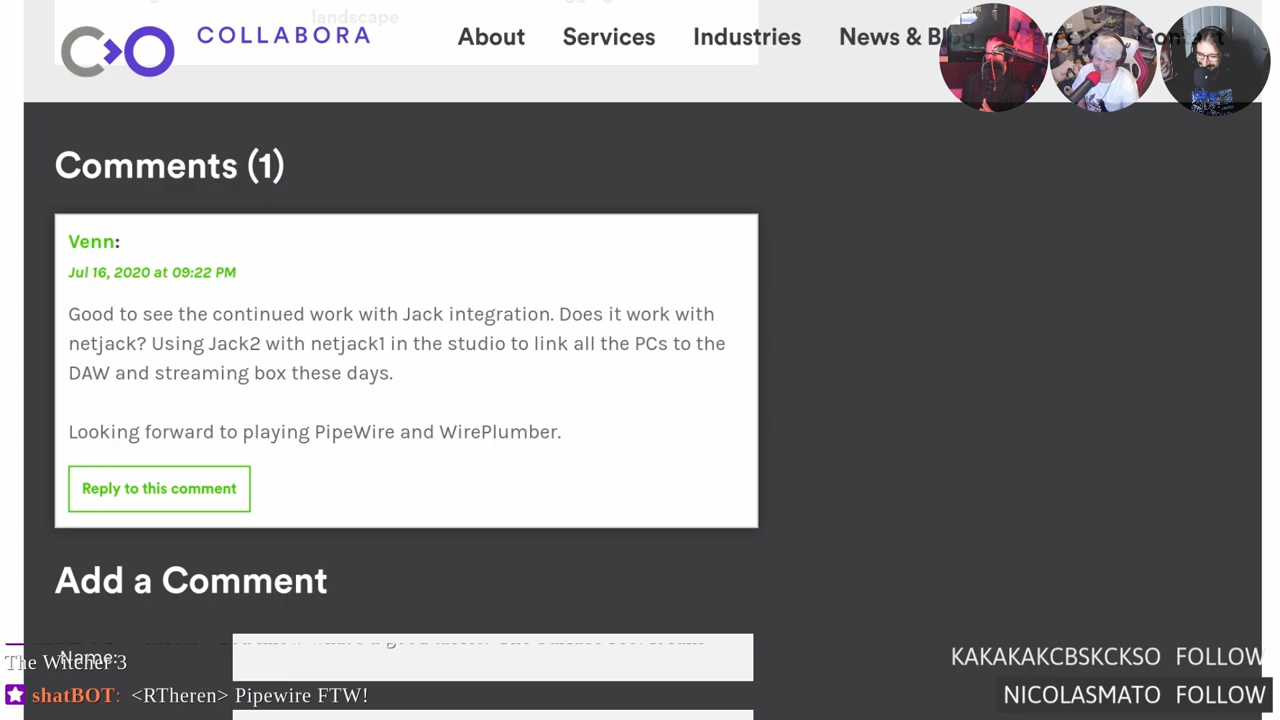 landscape
COLLABORA
About Services Industries News & Blog
Comments (1)
Venn:
Jul 16, 2020 at 09:22 PM
Good to see the continued work with Jack integration. Does it work with
netjack? Using Jack2 with netjack1 in the studio to link all the PCs to the
DAW and streaming box these days.
Looking forward to playing PipeWire and WirePlumber.
Reply to this comment
Add a Comment
Name:
The Witcher 3
KAKAKAKCBSKCKSO FOLLOW
shatBOT: <RTheren> Pipewire FTW!
NICOLASMATO FOLLOW